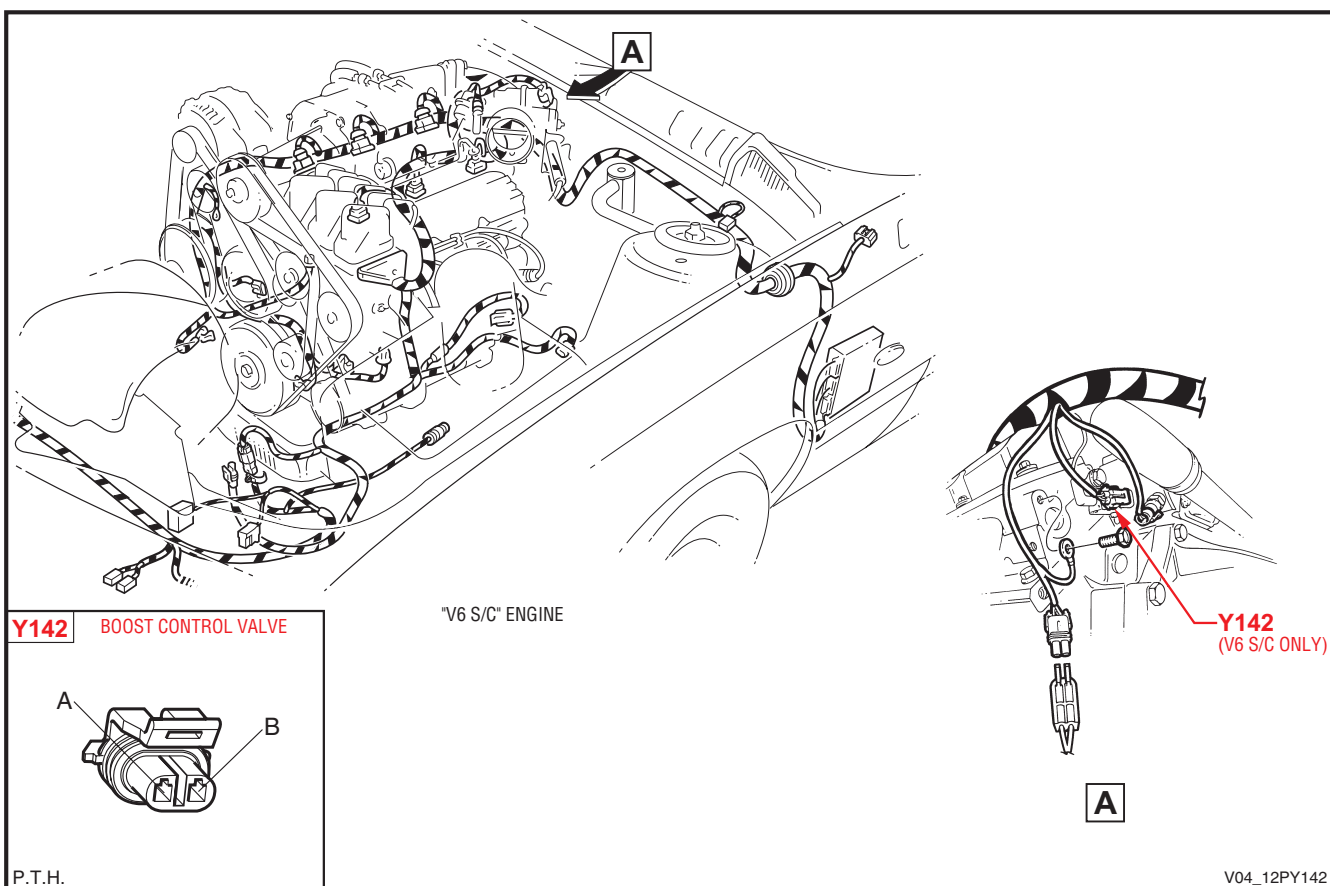 A
"V6 S/C" ENGINE
Y142
(V6 S/C ONLY)
Y142 BOOST CONTROL VALVE
A
B
A
P.T.H.
V04_12PY142